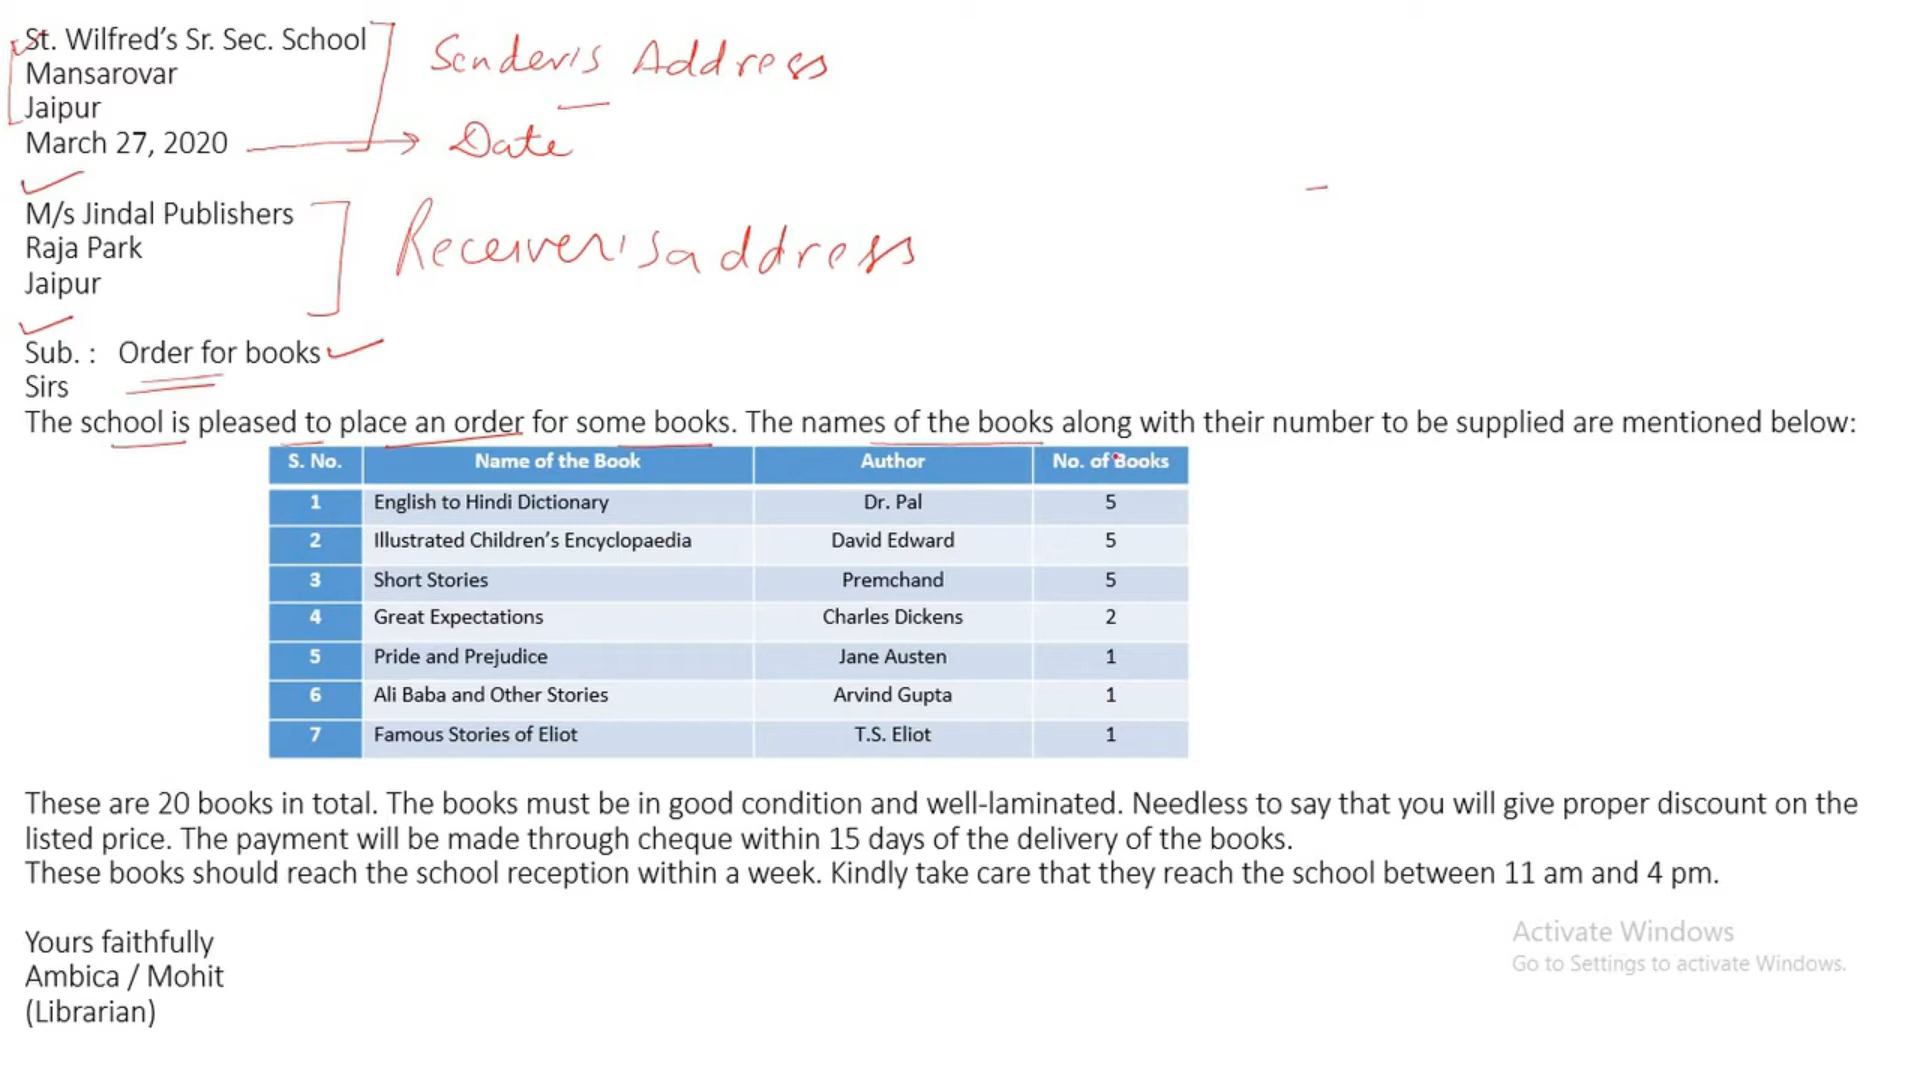 St. Wilfred’s Sr. Sec. School
Sender's Address
Mansarovar
Jaipur
March 27, 2020
Date
M/s Jindal Publishers
Raja Park
Receiver's address
Jaipur
Sub. : Order for books
Sirs
The school is pleased to place an order for some books. The names of the books along with their number to be supplied are mentioned below:
S. No. Name of the Book Author No. of Books
1 English to Hindi Dictionary Dr. Pal 5
2 Illustrated Children’s Encyclopaedia David Edward 5
3 Short Stories Premchand 5
4 Great Expectations Charles Dickens 2
5 Pride and Prejudice Jane Austen 1
6 Ali Baba and Other Stories Arvind Gupta 1
7 Famous Stories of Eliot T.S. Eliot 1
These are 20 books in total. The books must be in good condition and well-laminated. Needless to say that you will give proper discount on the
listed price. The payment will be made through cheque within 15 days of the delivery of the books.
These books should reach the school reception within a week. Kindly take care that they reach the school between 11 am and 4 pm.
Yours faithfully
Ambica / Mohit
(Librarian)
Activate Windows
Go to Settings to activate Windows.